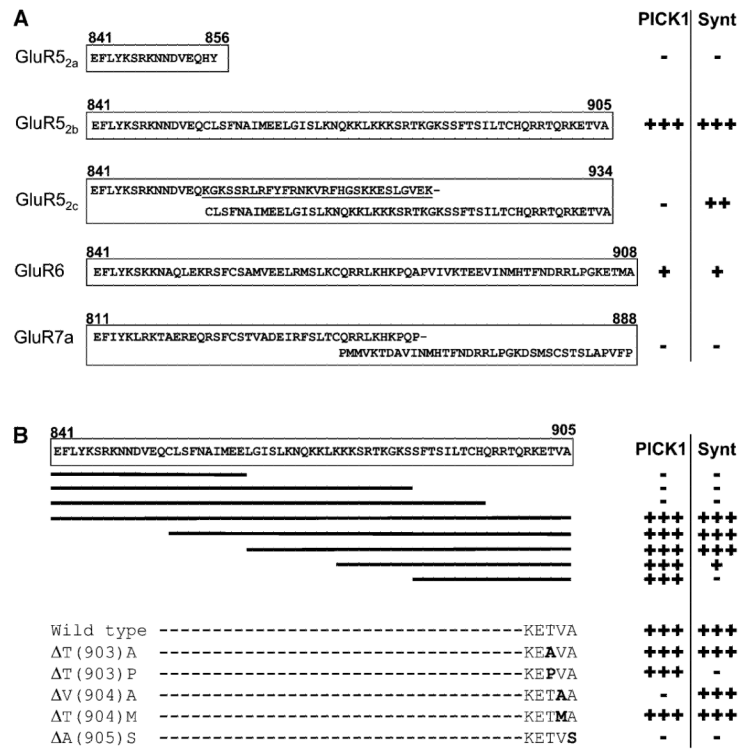 A
PICK1 Synt
841 856
GluR52a EFLYKSRKNNDVEQHY - -
841 905
GluR52b EFLYKSRKNNDVEQCLSFNAIMEELGISLKNQKKLKKKSRTKGKSSFTSILTCHQRRTQRKETVA +++ +++
841 934
GluR52c EFLYKSRKNNDVEQKGKSSRLRFYFRNKVRFHGSKKESLGVEK-
CLSFNAIMEELGISLKNQKKLKKKSRTKGKSSFTSILTCHQRRTQRKETVA - ++
841 908
GluR6 EFLYKSKKNAQLEKRSFCSAMVEELRMSLKCQRRLKHKPQAPVIVKTEEVINMHTFNDRRLPGKETMA + +
811 888
GluR7a EFIYKLRKTAEREQRSFCSTVADEIRFSLTCQRRLKHKPQP-
PMMVKTDAVINMHTFNDRRLPGKDSMSCSTSLAPVFP - -
B
841 905
PICK1 Synt
EFLYKSRKNNDVEQCLSFNAIMEELGISLKNQKKLKKKSRTKGKSSFTSILTCHQRRTQRKETVA
- -
- -
- -
+++ +++
+++ +++
+++ +++
+++ +
+++ -
Wild type ------------------------------------KETVA +++ +++
ΔT(903)A ------------------------------------KEAVA +++ +++
ΔT(903)P ------------------------------------KEPVA +++ -
ΔV(904)A ------------------------------------KETAA - +++
ΔT(904)M ------------------------------------KETMA +++ +++
ΔA(905)S ------------------------------------KETVS - -